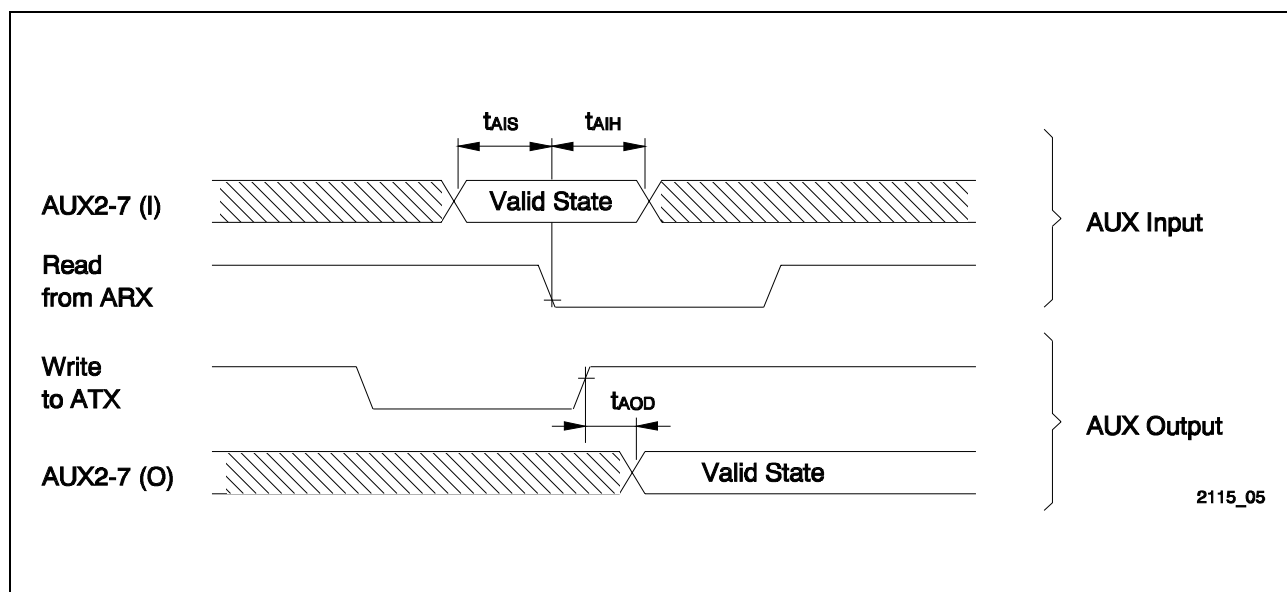 tAIS
tAIH
AUX2-7 (I)
Valid State
AUX Input
Read
from ARX
Write
to ATX
tAOD
AUX Output
AUX2-7 (O)
Valid State
2115_05